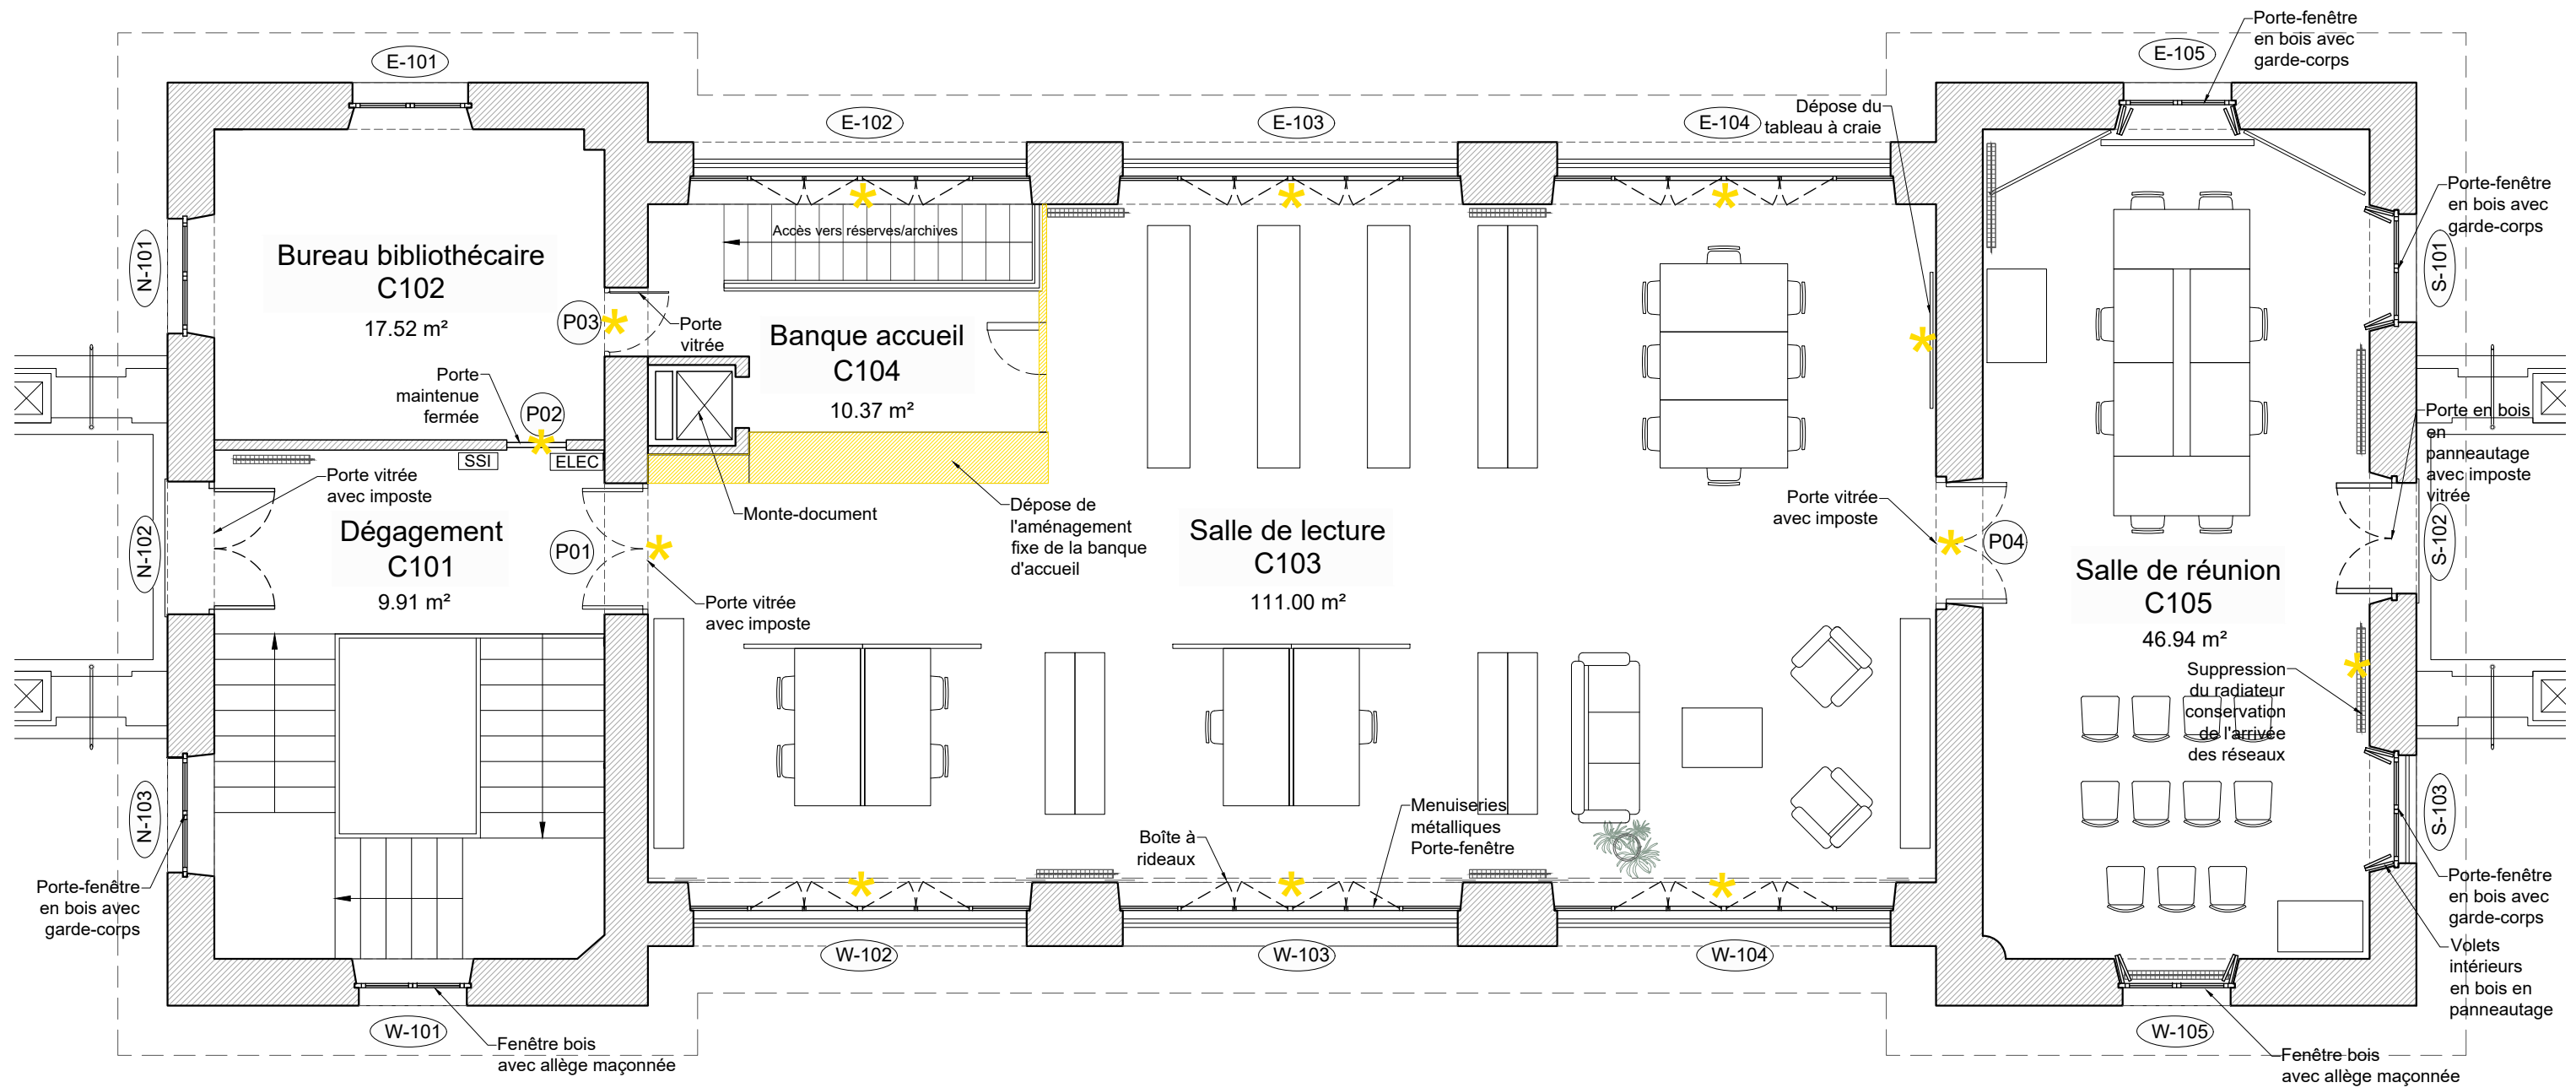 Porte-fenêtre
en bois avec
garde-corps
E-101
E-105
E-102
E-103
E-104
Dépose du
tableau à craie
Porte-fenêtre
en bois avec
garde-corps
N-101
S-101
Accès vers réserves/archives
Bureau bibliothécaire
C102
17.52 m²
P03
Porte
vitrée
Banque accueil
C104
10.37 m²
Porte
maintenue
fermée
P02
SSI
ELEC
Porte en bois
en
panneautage
avec imposte
vitrée
Porte vitrée
avec imposte
Monte-document
Dépose de
l'aménagement
fixe de la banque
d'accueil
Porte vitrée
avec imposte
N-102
Dégagement
C101
9.91 m²
P01
Salle de lecture
C103
111.00 m²
P04
S-102
Salle de réunion
C105
46.94 m²
Porte vitrée
avec imposte
Suppression
du radiateur
conservation
de l'arrivée
des réseaux
N-103
S-103
Menuiseries
métalliques
Porte-fenêtre
Boîte à
rideaux
Porte-fenêtre
en bois avec
garde-corps
Porte-fenêtre
en bois avec
garde-corps
Volets
intérieurs
en bois en
panneautage
W-102
W-103
W-104
W-101
W-105
Fenêtre bois
avec allège maçonnée
Fenêtre bois
avec allège maçonnée